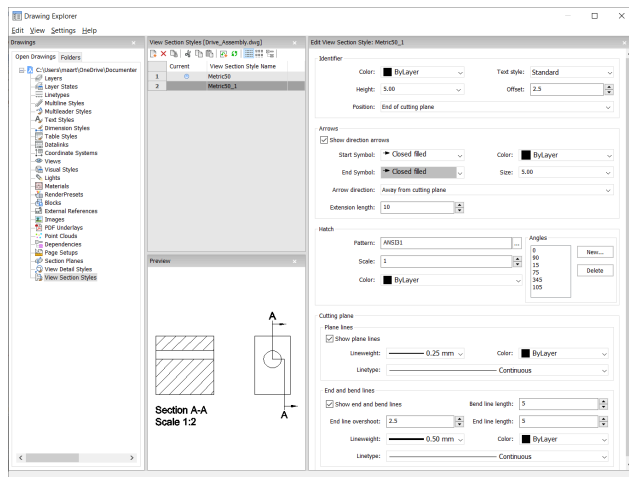 Drawing Explorer
Edit View Settings Help
Drawings
Open Drawings Folders
C:\Users\maart\OneDrive\Documenter
Layers
Layer States
Linetypes
Multiline Styles
Multileader Styles
Text Styles
Dimension Styles
Table Styles
Datalinks
Coordinate Systems
Views
Visual Styles
Lights
Materials
RenderPresets
Blocks
External References
Images
PDF Underlays
Point Clouds
Dependencies
Page Setups
Section Planes
View Detail Styles
View Section Styles
View Section Styles [Drive_Assembly.dwg]
Current View Section Style Name
1 Metric50
2 Metric50_1
Preview
A
A
Section A-A
Scale 1:2
Edit View Section Style: Metric50_1
Identifier
Color: ByLayer Text style: Standard
Height: 5.00 Offset: 2.5
Position: End of cutting plane
Arrows
Show direction arrows
Start Symbol: Closed filled Color: ByLayer
End Symbol: Closed filled Size: 5.00
Arrow direction: Away from cutting plane
Extension length: 10
Hatch
Pattern: ANSI31 ...
Scale: 1
Color: ByLayer
Angles
0
90
15
75
345
105
New...
Delete
Cutting plane
Plane lines
Show plane lines
Lineweight: 0.25 mm Color: ByLayer
Linetype: Continuous
End and bend lines
Show end and bend lines Bend line length: 5
End line overshoot: 2.5 End line length: 5
Lineweight: 0.50 mm Color: ByLayer
Linetype: Continuous